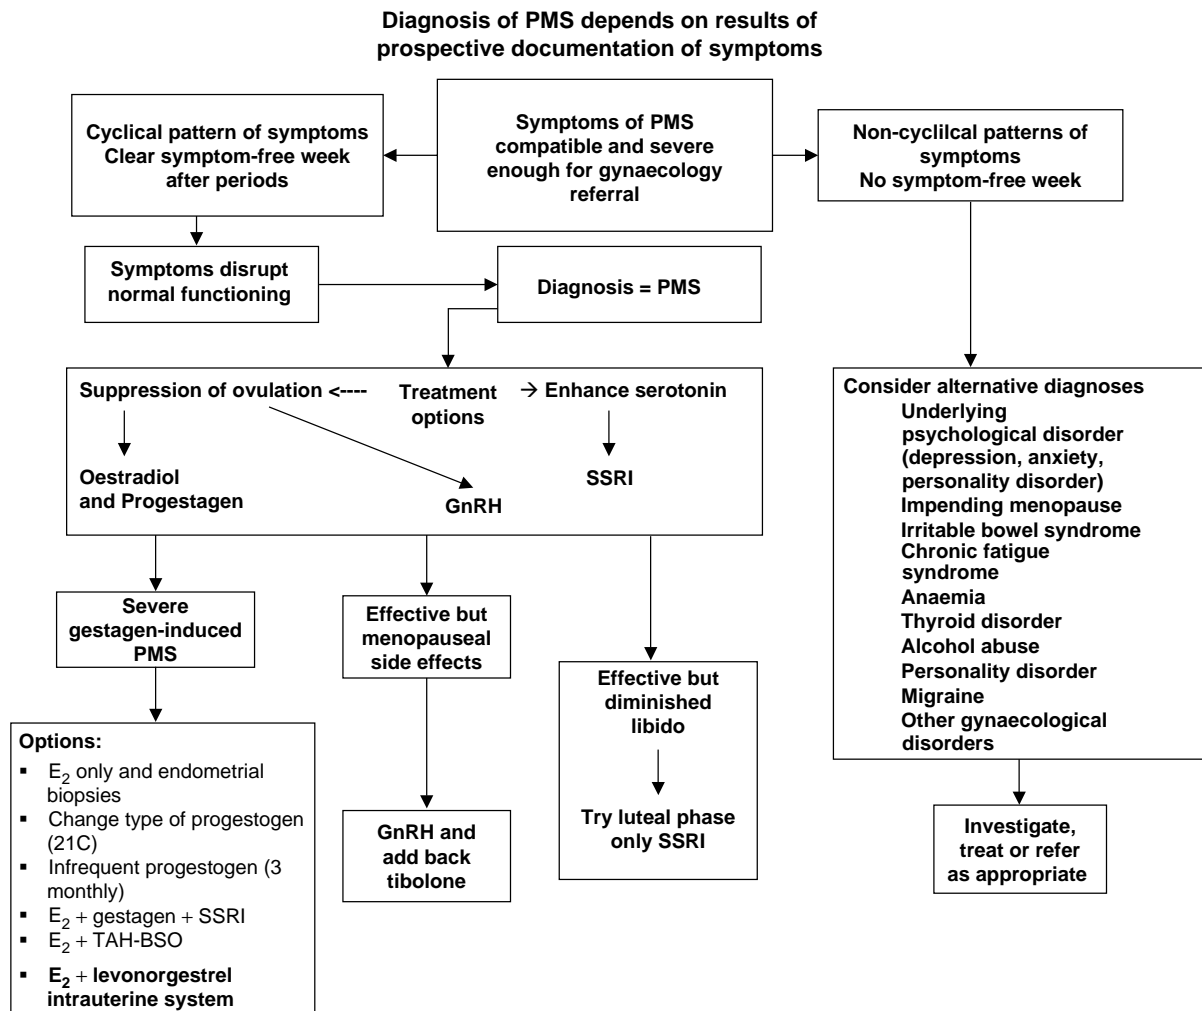 Diagnosis of PMS depends on results of
prospective documentation of symptoms
Cyclical pattern of symptoms
Clear symptom-free week
after periods
Symptoms of PMS
compatible and severe
enough for gynaecology
referral
Non-cyclilcal patterns of
symptoms
No symptom-free week
Symptoms disrupt
normal functioning
Diagnosis = PMS
Suppression of ovulation <----
Treatment
options
→ Enhance serotonin
Oestradiol
and Progestagen
GnRH
SSRI
Consider alternative diagnoses
Underlying
psychological disorder
(depression, anxiety,
personality disorder)
Impending menopause
Irritable bowel syndrome
Chronic fatigue
syndrome
Anaemia
Thyroid disorder
Alcohol abuse
Personality disorder
Migraine
Other gynaecological
disorders
Severe
gestagen-induced
PMS
Effective but
menopauseal
side effects
Effective but
diminished
libido
Try luteal phase
only SSRI
Options:
▪ E₂ only and endometrial
biopsies
▪ Change type of progestogen
(21C)
▪ Infrequent progestogen (3
monthly)
▪ E₂ + gestagen + SSRI
▪ E₂ + TAH-BSO
▪ E₂ + levonorgestrel
intrauterine system
GnRH and
add back
tibolone
Investigate,
treat or refer
as appropriate